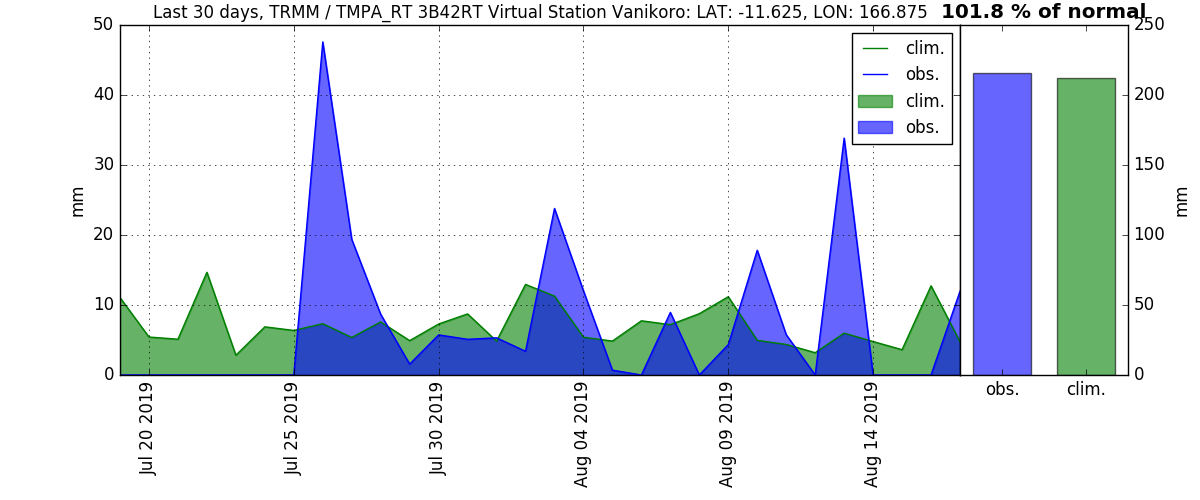 Last 30 days, TRMM / TMPA_RT 3B42RT Virtual Station Vanikoro: LAT: -11.625, LON: 166.875 101.8 % of normal
50
40
30
20
10
0
mm
clim.
obs.
clim.
obs.
250
200
150
100
50
0
mm
obs. clim.
Jul 20 2019
Jul 25 2019
Jul 30 2019
Aug 04 2019
Aug 09 2019
Aug 14 2019